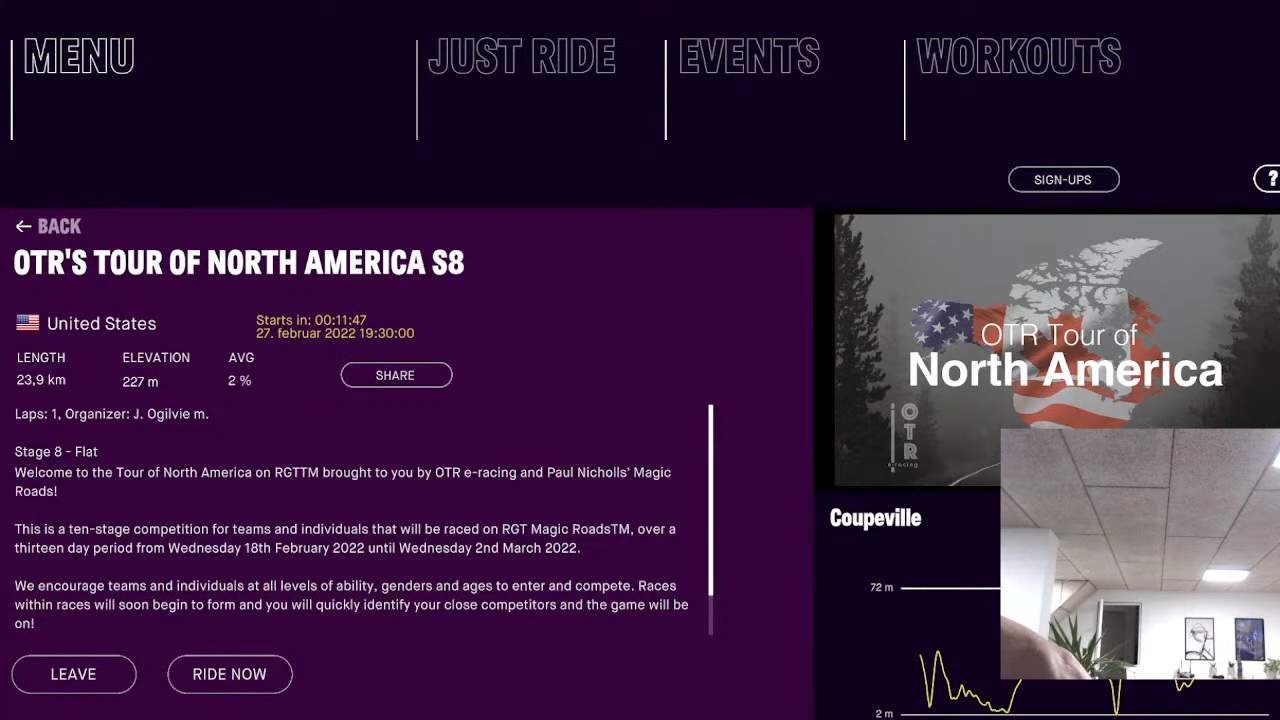 MENU
JUST RIDE
EVENTS
WORKOUTS
SIGN-UPS
?
← BACK
OTR'S TOUR OF NORTH AMERICA S8
United States
Starts in: 00:11:47
27. februar 2022 19:30:00
LENGTH
ELEVATION
AVG
23,9 km
227 m
2 %
SHARE
Laps: 1, Organizer: J. Ogilvie m.
Stage 8 - Flat
Welcome to the Tour of North America on RGTTM brought to you by OTR e-racing and Paul Nicholls' Magic
Roads!
This is a ten-stage competition for teams and individuals that will be raced on RGT Magic RoadsTM, over a
thirteen day period from Wednesday 18th February 2022 until Wednesday 2nd March 2022.
We encourage teams and individuals at all levels of ability, genders and ages to enter and compete. Races
within races will soon begin to form and you will quickly identify your close competitors and the game will be
on!
LEAVE
RIDE NOW
OTR Tour of
North America
OTR
e-racing
Coupeville
72 m
2 m